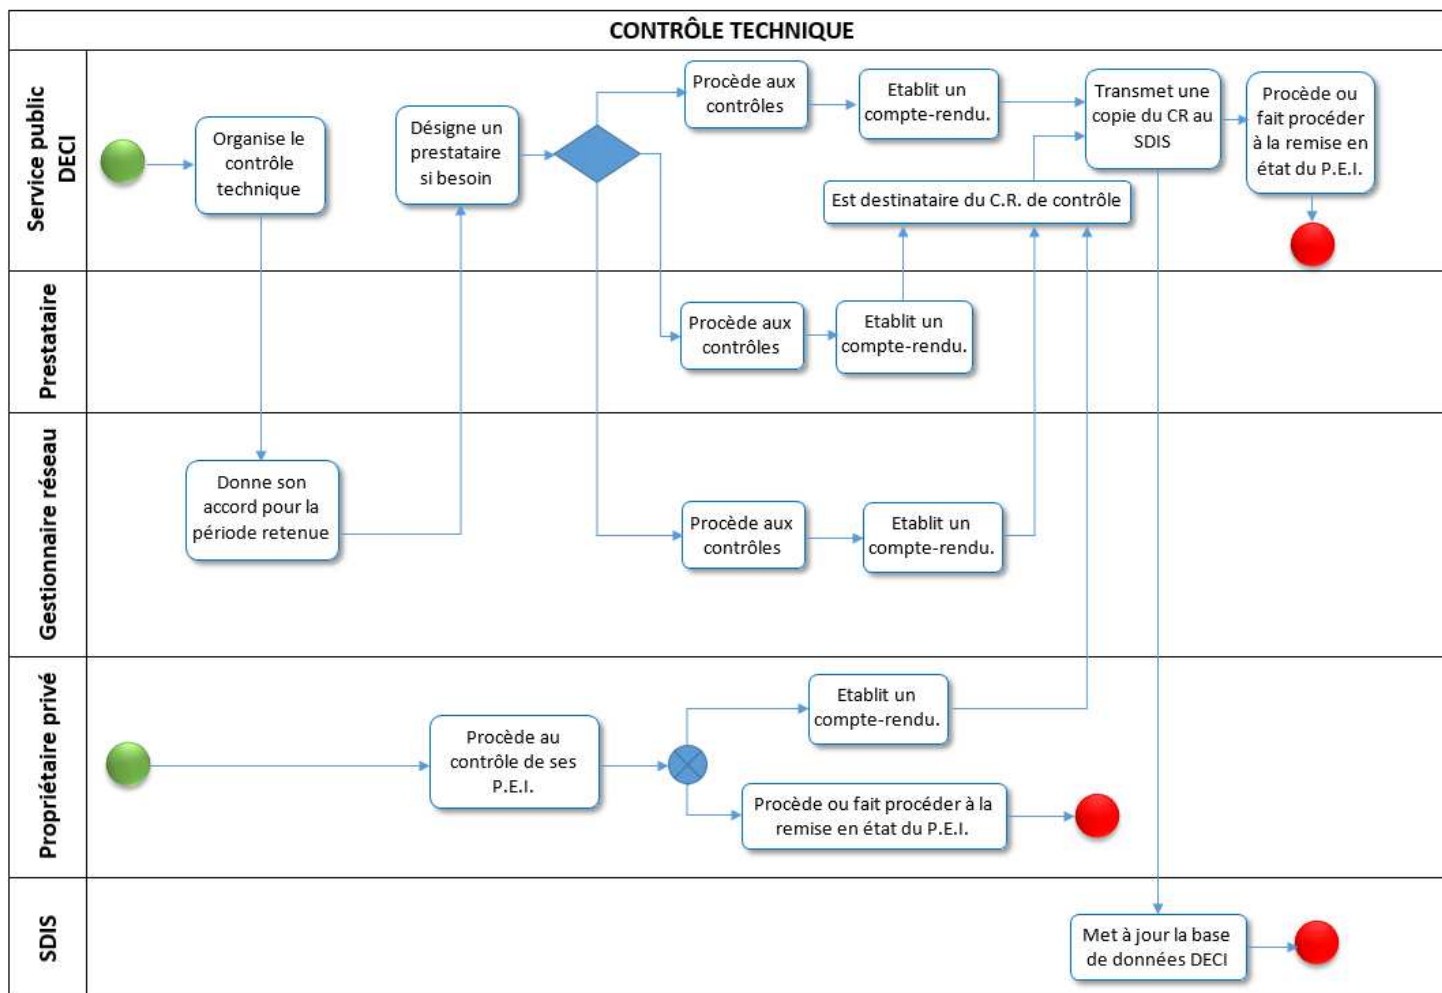 CONTRÔLE TECHNIQUE
Service public
DECI
Organise le
contrôle
technique
Désigne un
prestataire
si besoin
Procède aux
contrôles
Etablit un
compte-rendu.
Transmet une
copie du CR au
SDIS
Procède ou
fait procéder
à la remise en
état du P.E.I.
Est destinataire du C.R. de contrôle
Prestataire
Procède aux
contrôles
Etablit un
compte-rendu.
Gestionnaire réseau
Donne son
accord pour la
période retenue
Procède aux
contrôles
Etablit un
compte-rendu.
Propriétaire privé
Procède au
contrôle de ses
P.E.I.
Etablit un
compte-rendu.
Procède ou fait procéder à la
remise en état du P.E.I.
SDIS
Met à jour la base
de données DECI